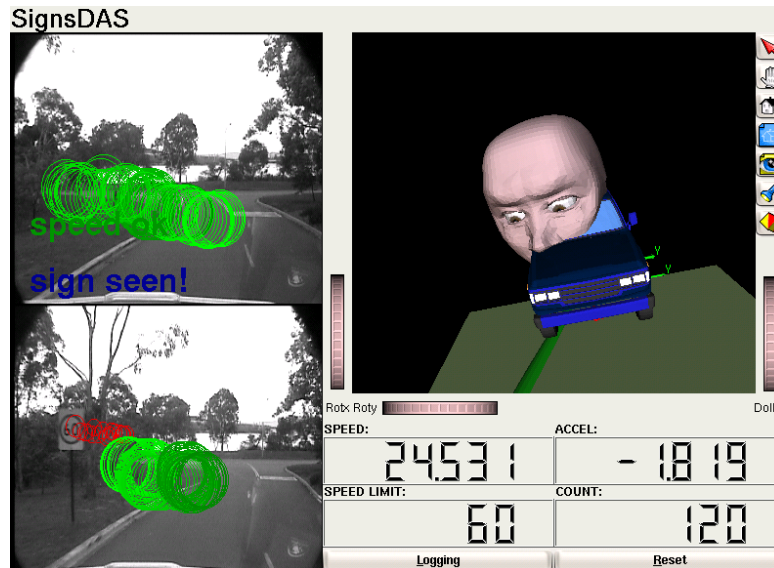 SignsDAS
speed ok
sign seen!
60
Rotx Roty
Doll
SPEED:
24.531
ACCEL:
- 1.819
SPEED LIMIT:
60
COUNT:
120
Logging
Reset
Y
Y